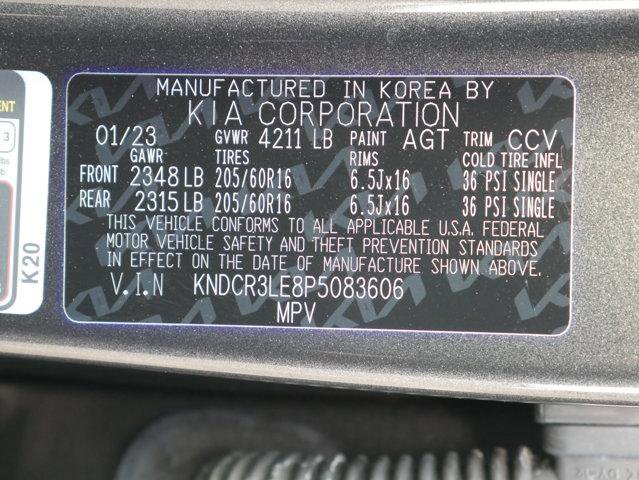 MANUFACTURED IN KOREA BY
KIA CORPORATION
01/23 GVWR 4211 LB PAINT AGT TRIM CCV
GAWR TIRES RIMS COLD TIRE INFL
FRONT 2348 LB 205/60R16 6.5Jx16 36 PSI SINGLE
REAR 2315 LB 205/60R16 6.5Jx16 36 PSI SINGLE
THIS VEHICLE CONFORMS TO ALL APPLICABLE U.S.A. FEDERAL
MOTOR VEHICLE SAFETY AND THEFT PREVENTION STANDARDS
IN EFFECT ON THE DATE OF MANUFACTURE SHOWN ABOVE.
V.I.N KNDCR3LE8P5083606
MPV
K20
3